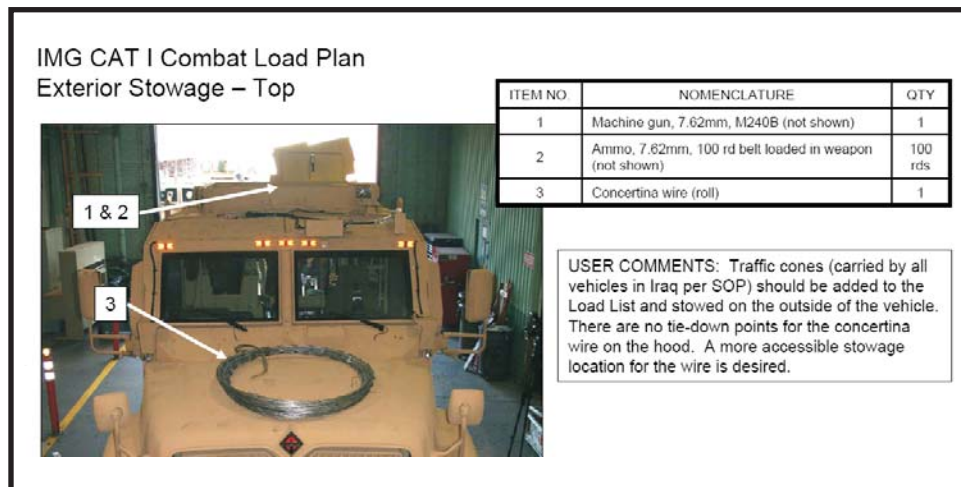 IMG CAT I Combat Load Plan
Exterior Stowage – Top
ITEM NO. NOMENCLATURE QTY
1 Machine gun, 7.62mm, M240B (not shown) 1
2 Ammo, 7.62mm, 100 rd belt loaded in weapon
(not shown) 100
rds
3 Concertina wire (roll) 1
1 & 2
3
USER COMMENTS: Traffic cones (carried by all
vehicles in Iraq per SOP) should be added to the
Load List and stowed on the outside of the vehicle.
There are no tie-down points for the concertina
wire on the hood. A more accessible stowage
location for the wire is desired.